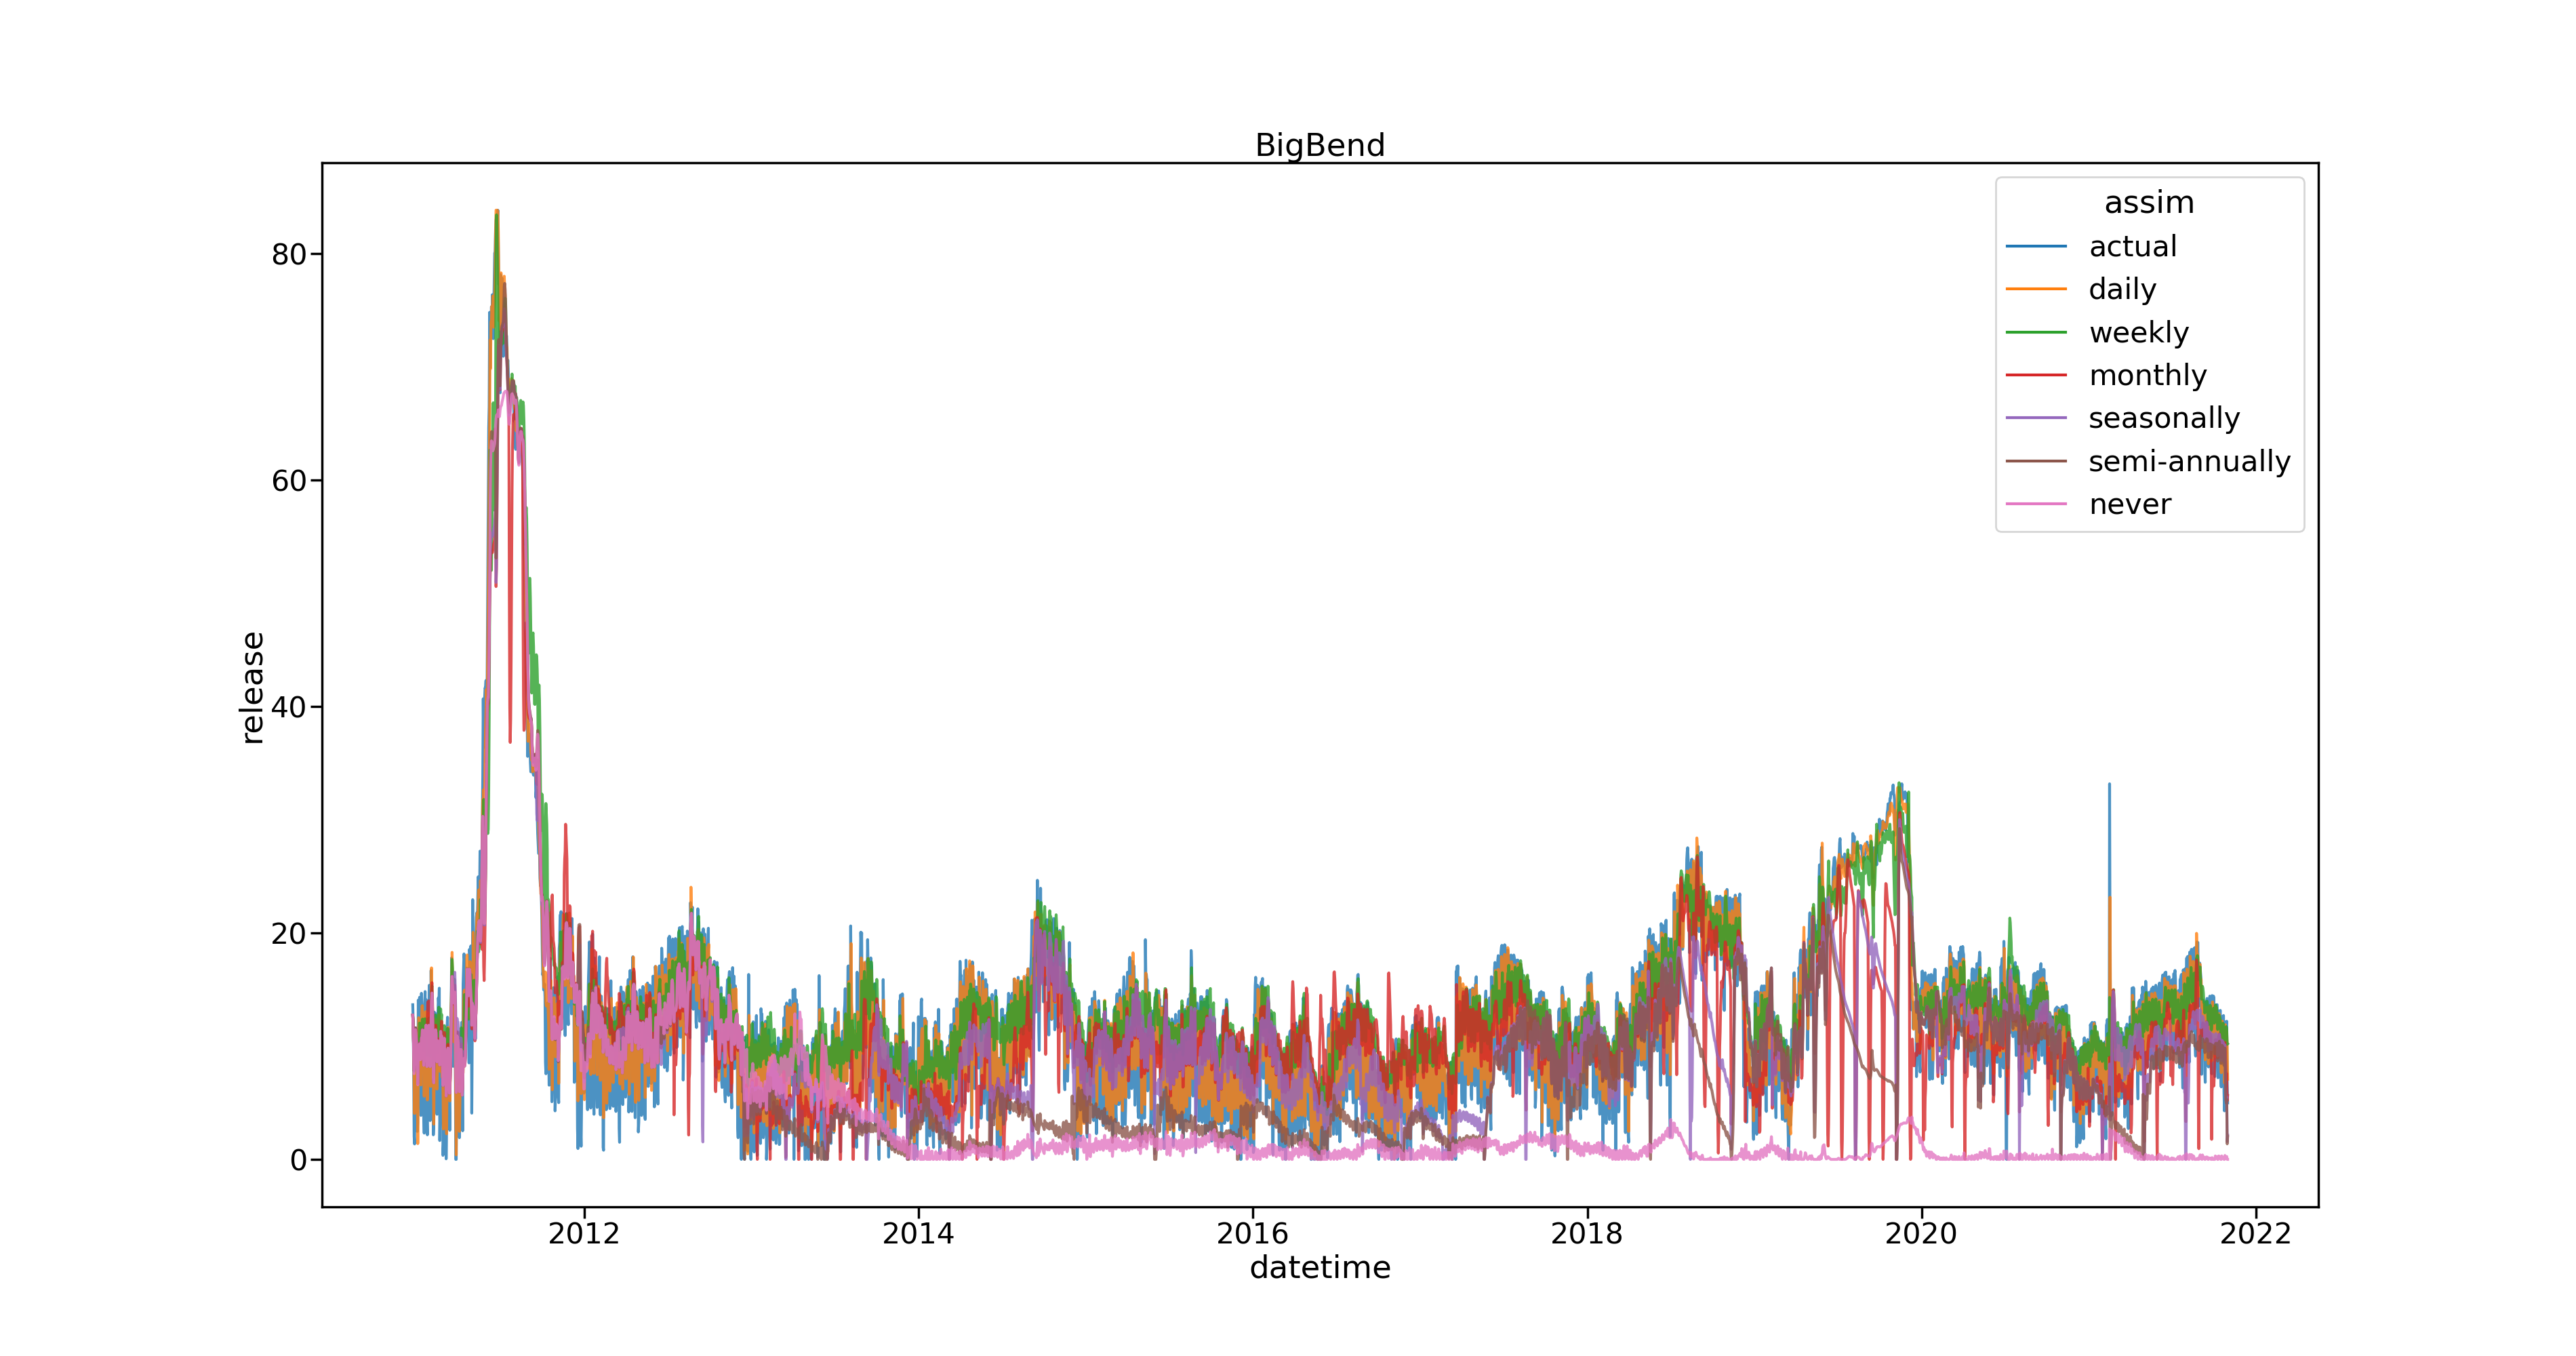 BigBend
assim
actual
daily
weekly
monthly
seasonally
semi-annually
never
release
80
60
40
20
0
2012 2014 2016 2018 2020 2022
datetime